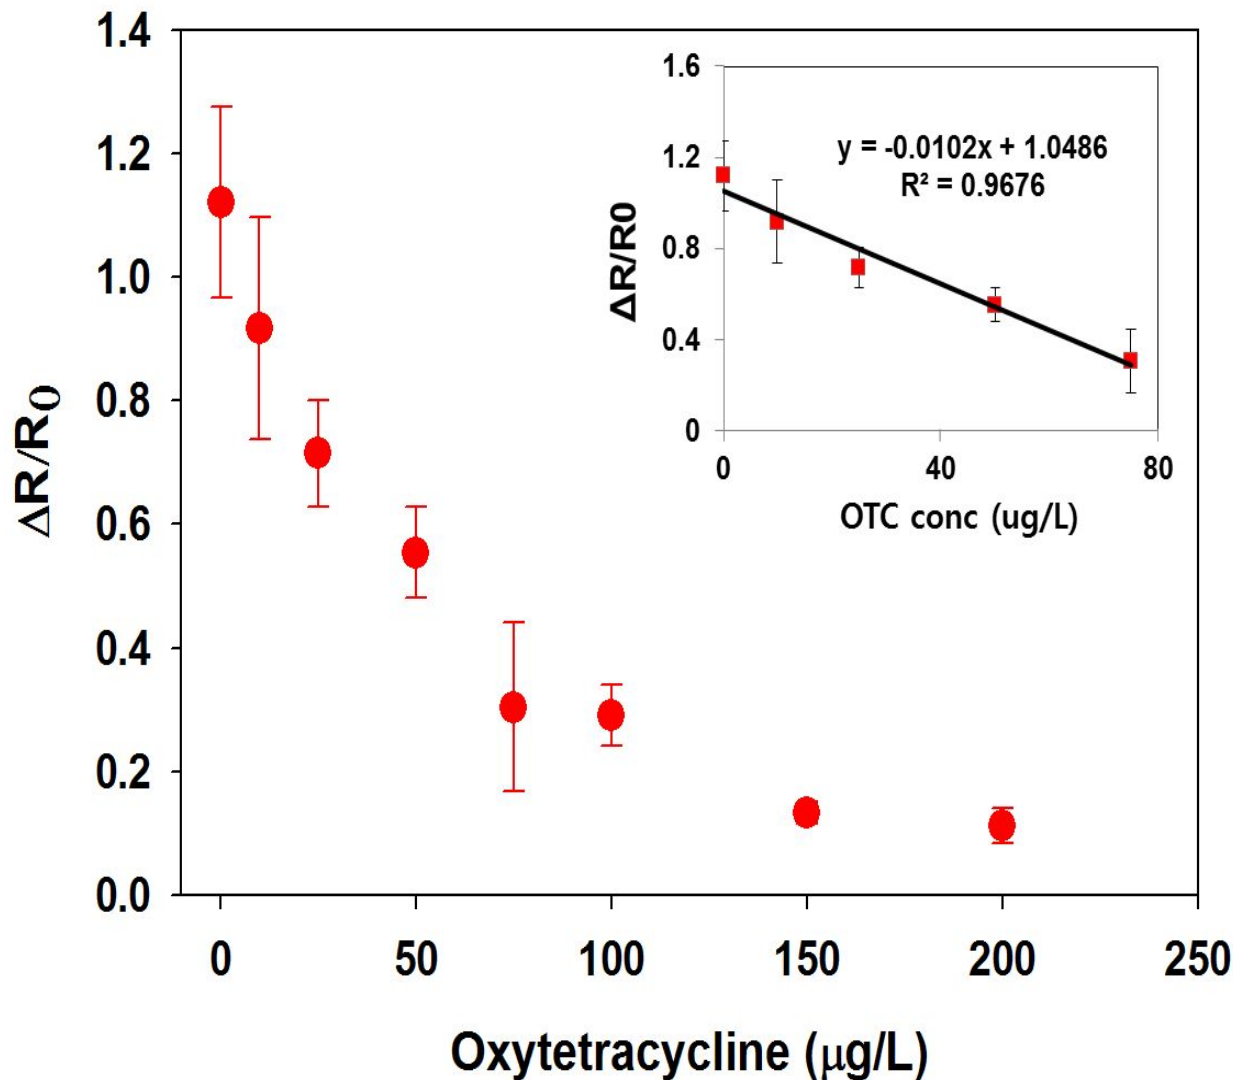 1.4
1.2
1.0
0.8
0.6
0.4
0.2
0.0
ΔR/R0
0 50 100 150 200 250
Oxytetracycline (μg/L)
1.6
1.2
0.8
0.4
0
ΔR/R0
y = -0.0102x + 1.0486
R² = 0.9676
0 40 80
OTC conc (ug/L)